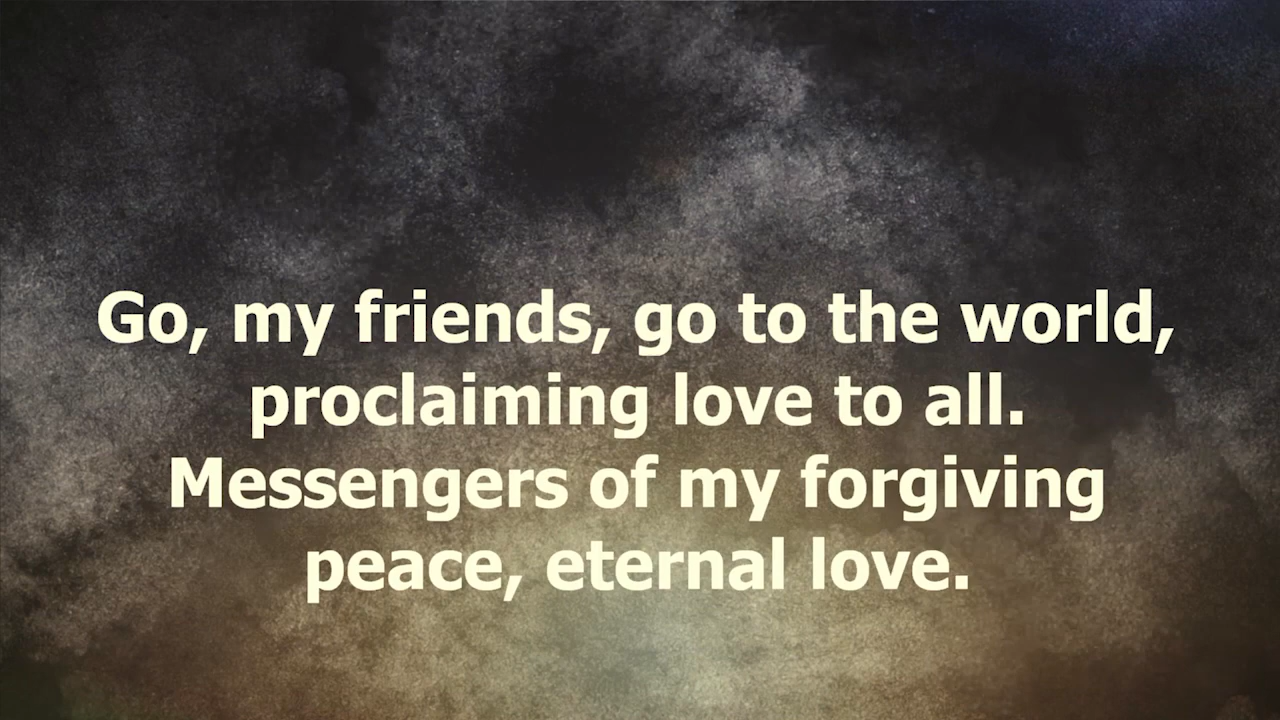 Go, my friends, go to the world,
proclaiming love to all.
Messengers of my forgiving
peace, eternal love.